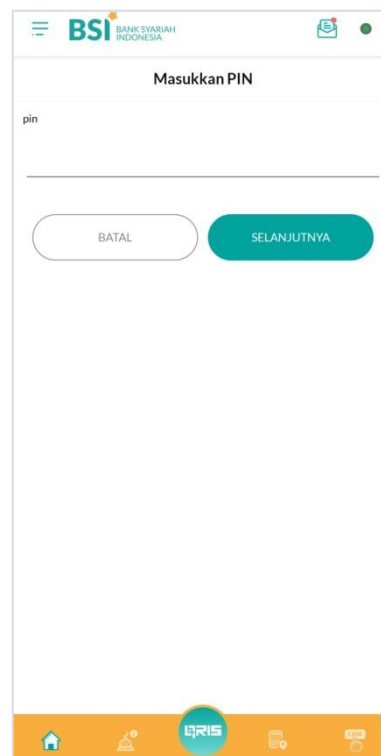 BSI BANK SYARIAH
INDONESIA
Masukkan PIN
pin
BATAL
SELANJUTNYA
QRIS